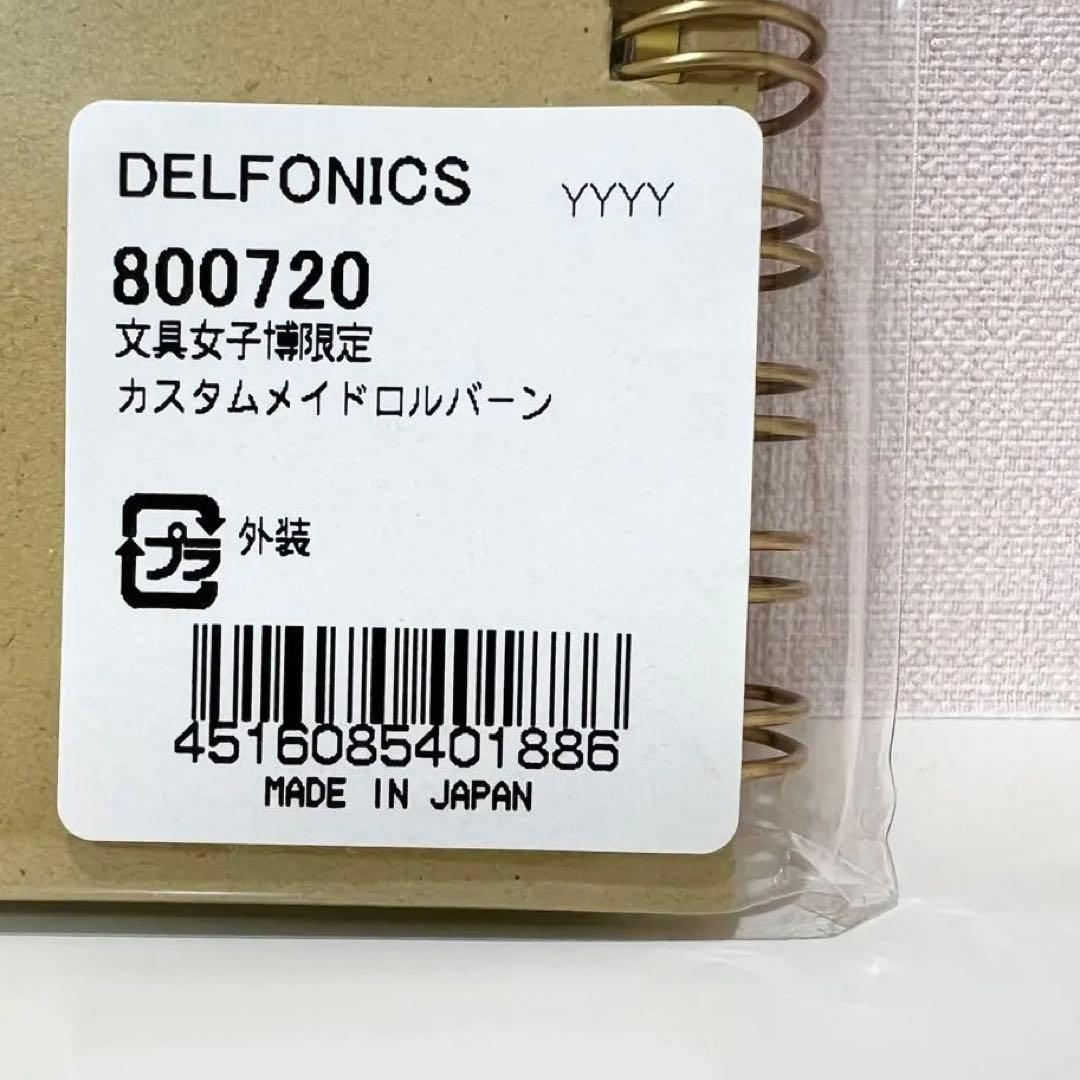 DELFONICS YYYY
800720
文具女子博限定
カスタムメイドロルバーン
プラ 外装
4516085401886
MADE IN JAPAN